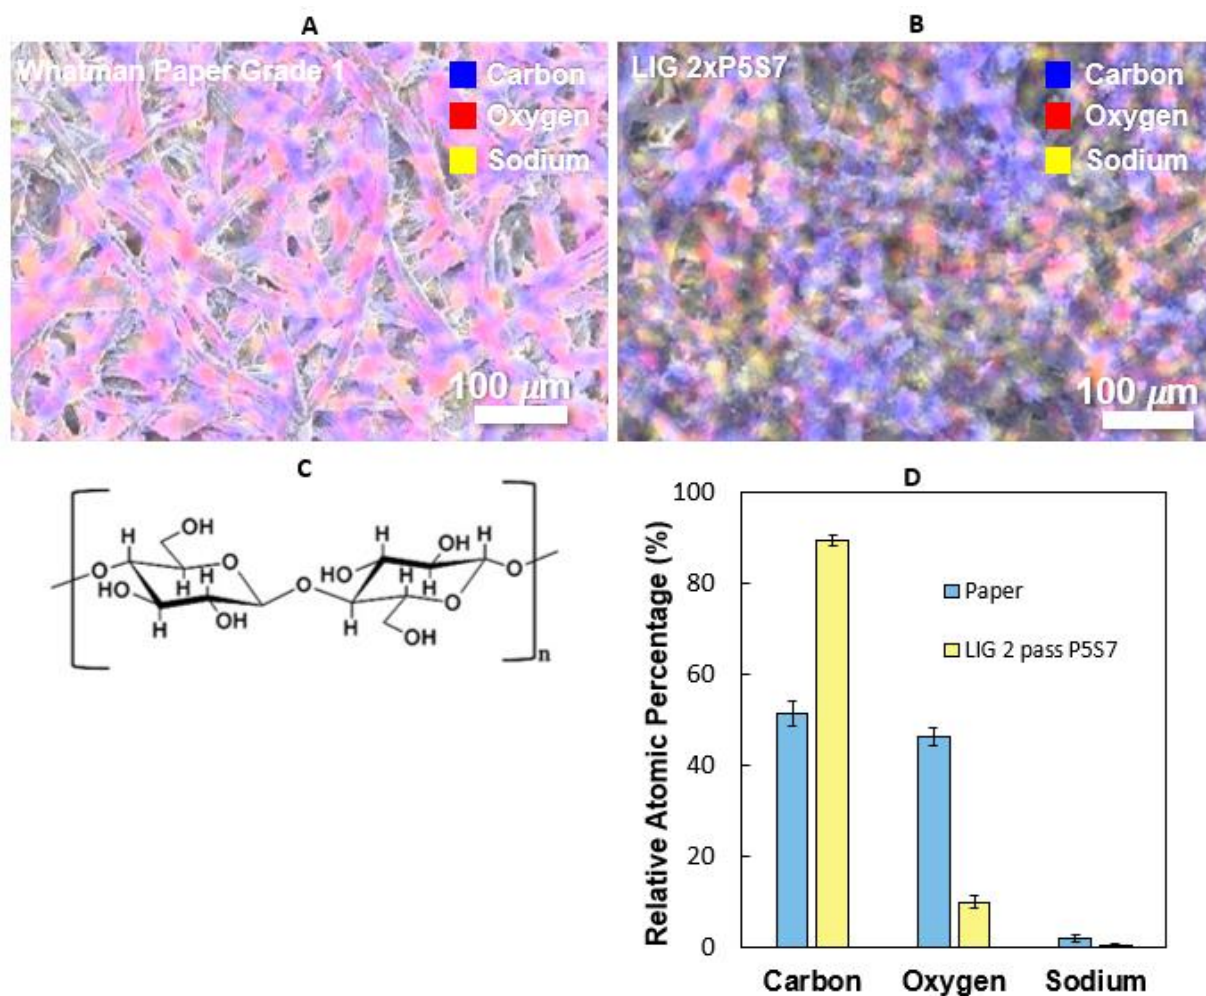 A
B
Whatman Paper Grade 1
Carbon
Oxygen
Sodium
100 μm
LIG 2xP5S7
Carbon
Oxygen
Sodium
100 μm
C
H
OH
H
OH
H
O
O
H
H
HO
O
HO
H
H
O
O
H
OH
H
OH
n
D
Relative Atomic Percentage (%)
100
80
60
40
20
0
Paper
LIG 2 pass P5S7
Carbon
Oxygen
Sodium